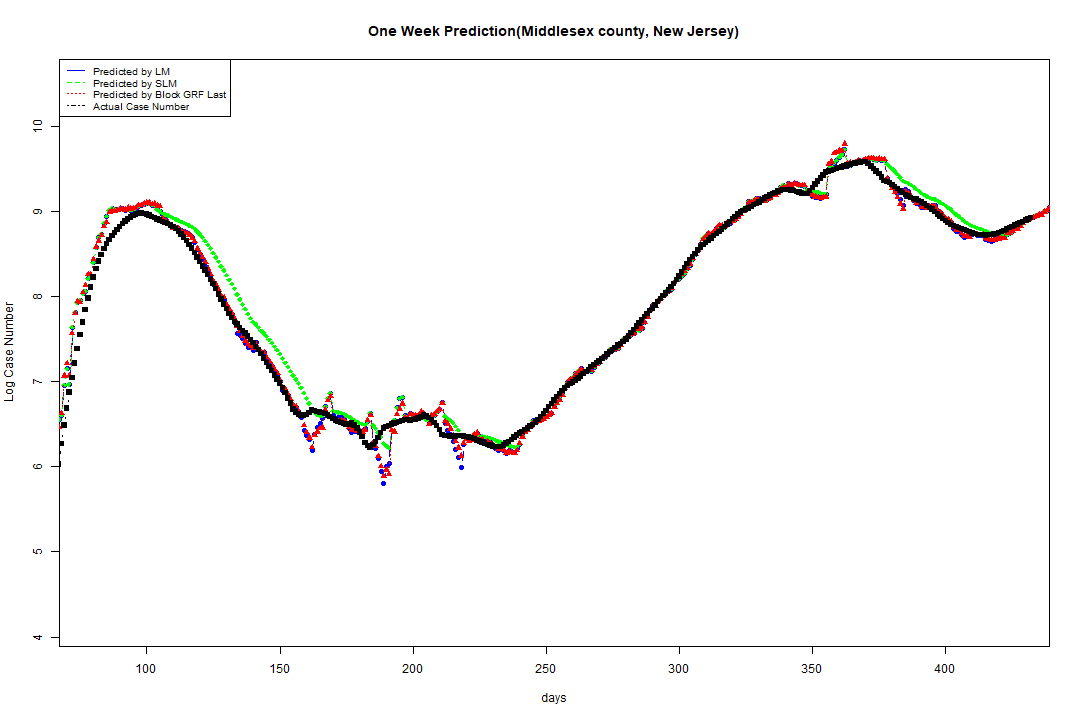 One Week Prediction(Middlesex county, New Jersey)
Predicted by LM
Predicted by SLM
Predicted by Block GRF Last
Actual Case Number
Log Case Number
10
9
8
7
6
5
4
100 150 200 250 300 350 400
days